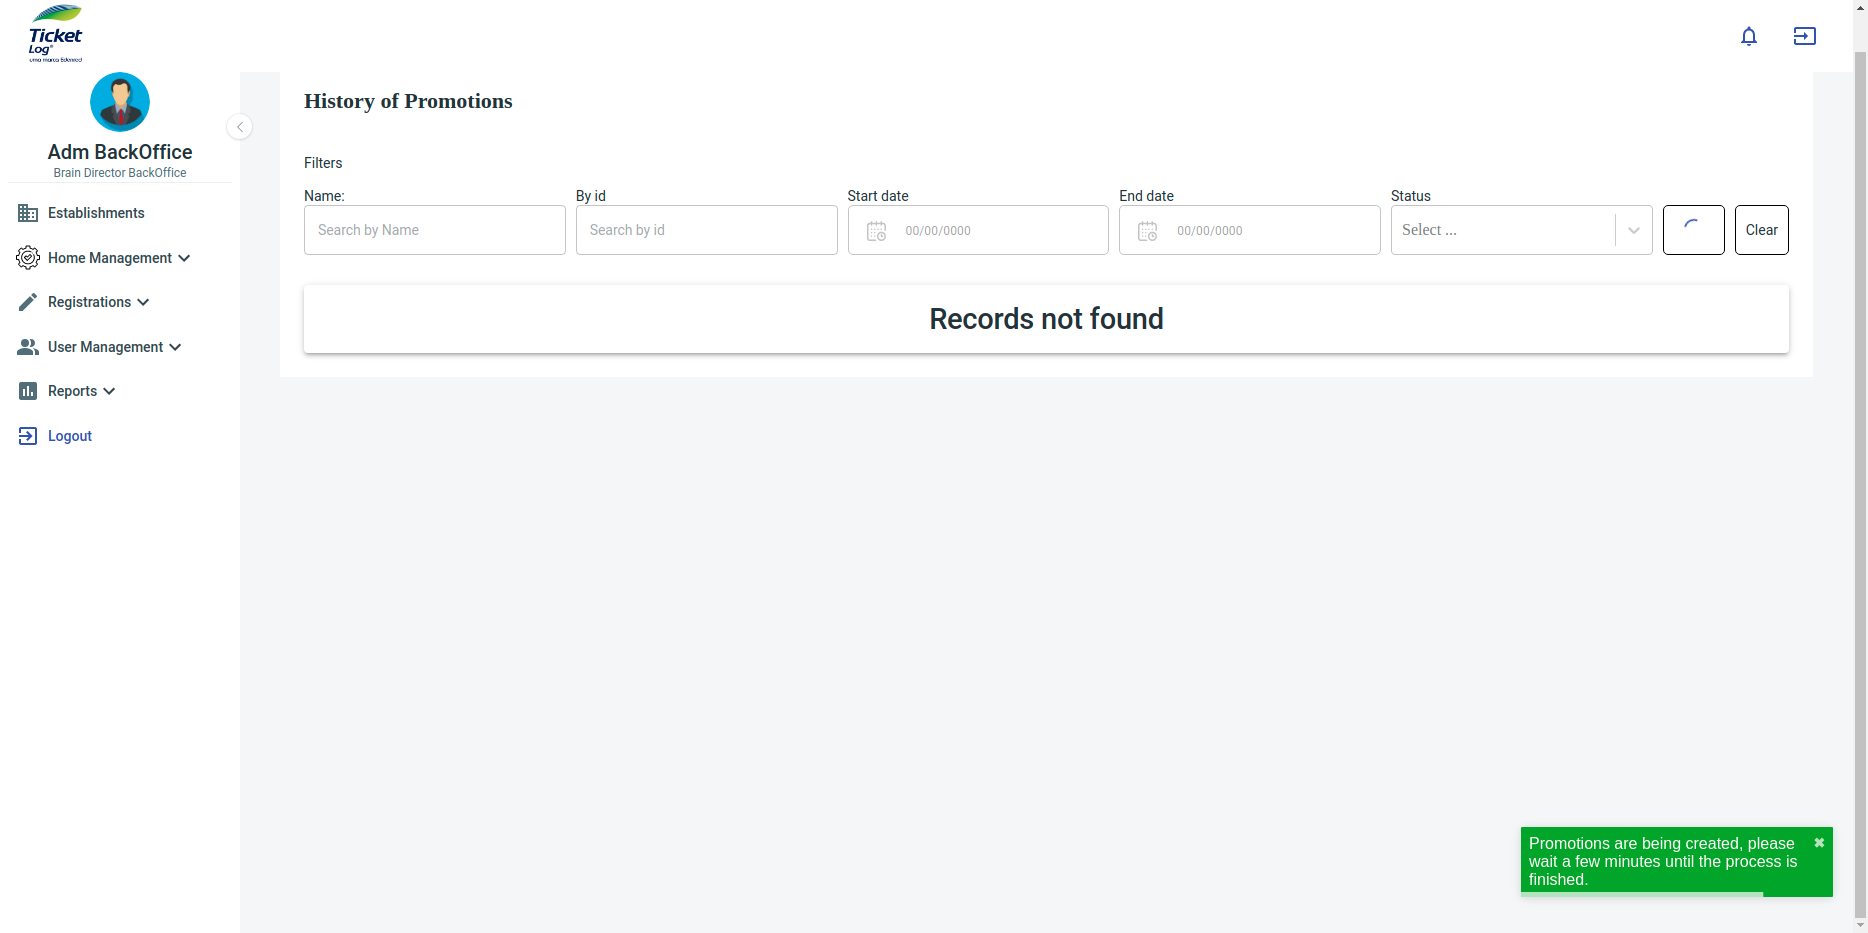 Ticket
Log®
uma marca Edenred
Adm BackOffice
Brain Director BackOffice
Establishments
Home Management
Registrations
User Management
Reports
Logout
History of Promotions
Filters
Name:
By id
Start date
End date
Status
Search by Name
Search by id
00/00/0000
00/00/0000
Select ...
Clear
Records not found
Promotions are being created, please
wait a few minutes until the process is
finished.